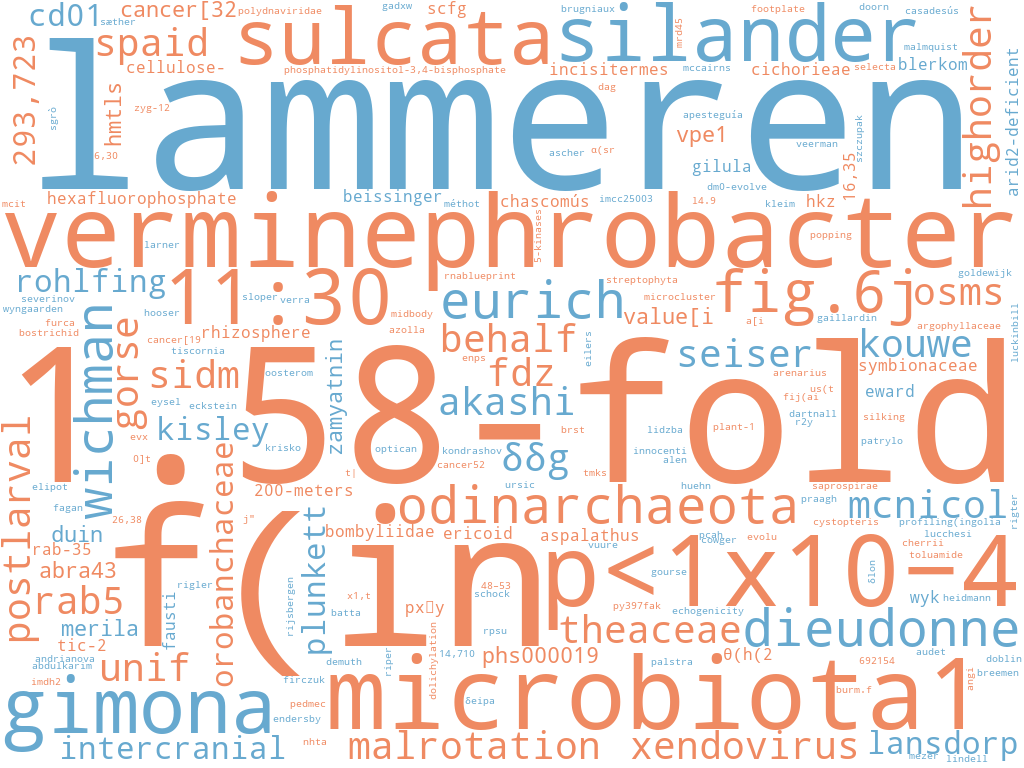 cancer[32
polydnaviridae
gadxw
scfg
brugniaux
footplate
doorn
casadesús
cd01
sæther
spaid
sulcata
silander
mrd45
malmquist
highorder
293,723
cellulose-
phosphatidylinositol-3,4-bisphosphate
incisitermes
mccairns
cichorieae
selecta
blerkom
arid2-deficient
lammeren
hmtls
zyg-12
sgrò
6,30
dag
apesteguía
vpe1
veerman
szczupak
ascher
α(sr
gilula
16,35
mcit
hexafluorophosphate
beissinger
méthot
dm0-evolve
imcc25003
chascomús
14.9
kleim
hkz
verminephrobacter
larner
5-kinases
popping
rohlfing
11:30
rnablueprint
streptophyta
goldewijk
severinov
wyngaarden
sloper
verra
eurich
microcluster
fig.6j
osms
hooser
midbody
value[i
a[i
gaillardin
furca
bostrichid
gorse
wichman
cancer[19
rhizosphere
azolla
behalf
argophyllaceae
luckinbill
tiscornia
enps
eilers
seiser
kouwe
1.58-fold
sidm
oosterom
zamyatnin
fdz
arenarius
symbionaceae
eysel
eckstein
akashi
us(t
fij(ai
eward
kisley
dartnall
silking
evx
r2y
brst
lidzba
plant-1
patrylo
krisko
optican
kondrashov
δδg
innocenti
alen
0]t
cancer52
t|
tmks
postlarval
elipot
orobanchaceae
200-meters
ursic
huehn
saprospirae
fagan
odinarchaeota
praagh
mcnicol
rigter
26,38
j"
plunkett
cystopteris
profiling(ingolia
duin
bombyliidae
ericoid
aspalathus
pcah
cowger
evolu
lucchesi
rab-35
vuure
cherrii
f(in
p<1x10-4
abra43
toluamide
gourse
δlon
rigler
rijsbergen
48-53
schock
heidmann
rab5
x1,t
px▯y
py397fak
wyk
fausti
batta
echogenicity
merila
rpsu
theaceae
dieudonne
tic-2
dolichylation
andrianova
abdulkarim
unif
demuth
riper
14,710
phs000019
palstra
θ(h(2
692154
audet
doblin
breemen
imdh2
firczuk
angi
gimona
pedmec
δeipa
microbiota1
burm.f
endersby
intercranial
nhta
malrotation
xendovirus
lansdorp
mezer
lindell